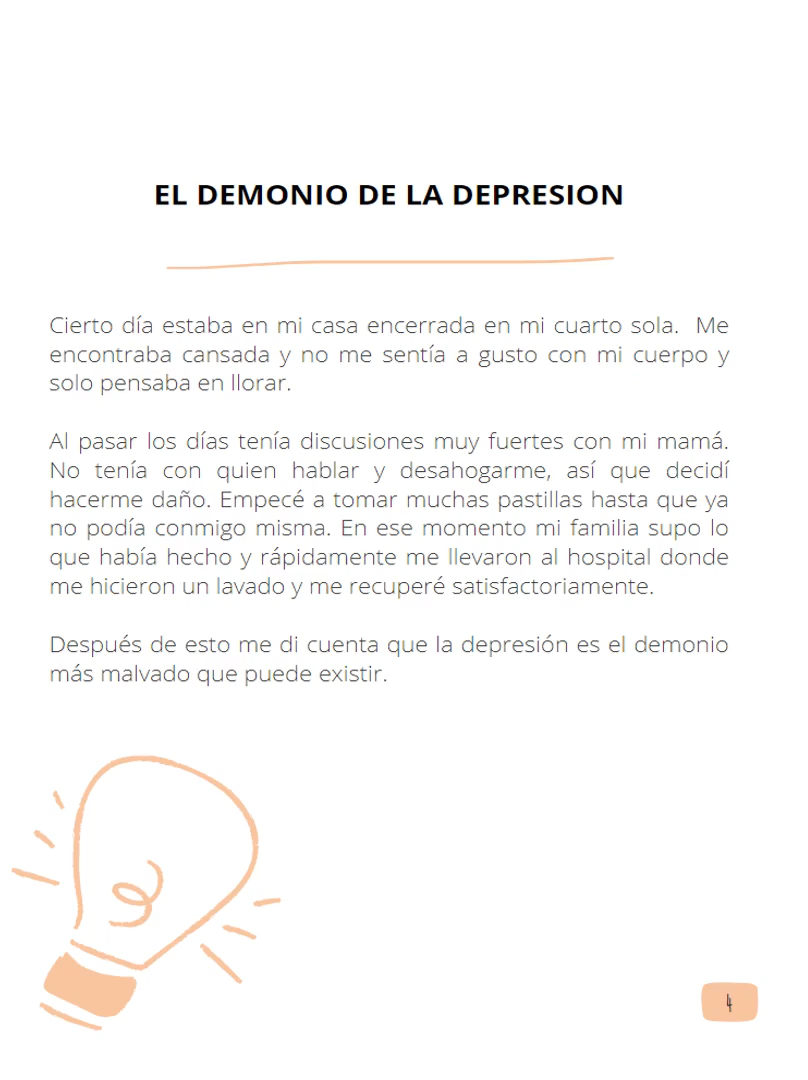 EL DEMONIO DE LA DEPRESION
Cierto día estaba en mi casa encerrada en mi cuarto sola.  Me
encontraba cansada y no me sentía a gusto con mi cuerpo y
solo pensaba en llorar.
Al pasar los días tenía discusiones muy fuertes con mi mamá.
No tenía con quien hablar y desahogarme, así que decidí
hacerme daño. Empecé a tomar muchas pastillas hasta que ya
no podía conmigo misma. En ese momento mi familia supo lo
que había hecho y rápidamente me llevaron al hospital donde
me hicieron un lavado y me recuperé satisfactoriamente.
Después de esto me di cuenta que la depresión es el demonio
más malvado que puede existir.
4